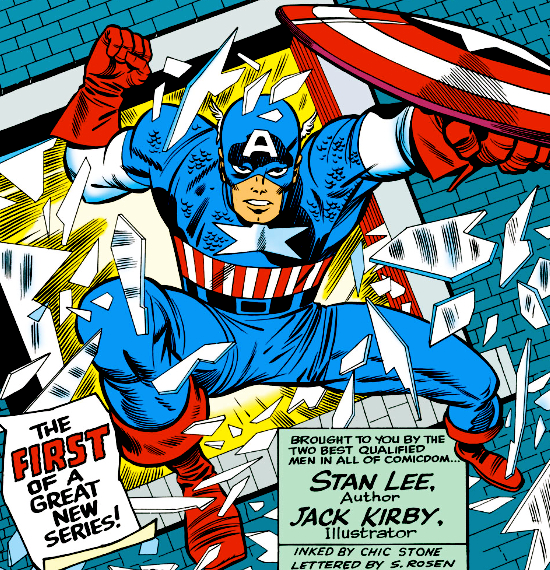 A
THE
FIRST
OF A
GREAT
NEW
SERIES!
BROUGHT TO YOU BY THE
TWO BEST QUALIFIED
MEN IN ALL OF COMICDOM...
STAN LEE,
Author
JACK KIRBY,
Illustrator
INKED BY CHIC STONE
LETTERED BY S. ROSEN